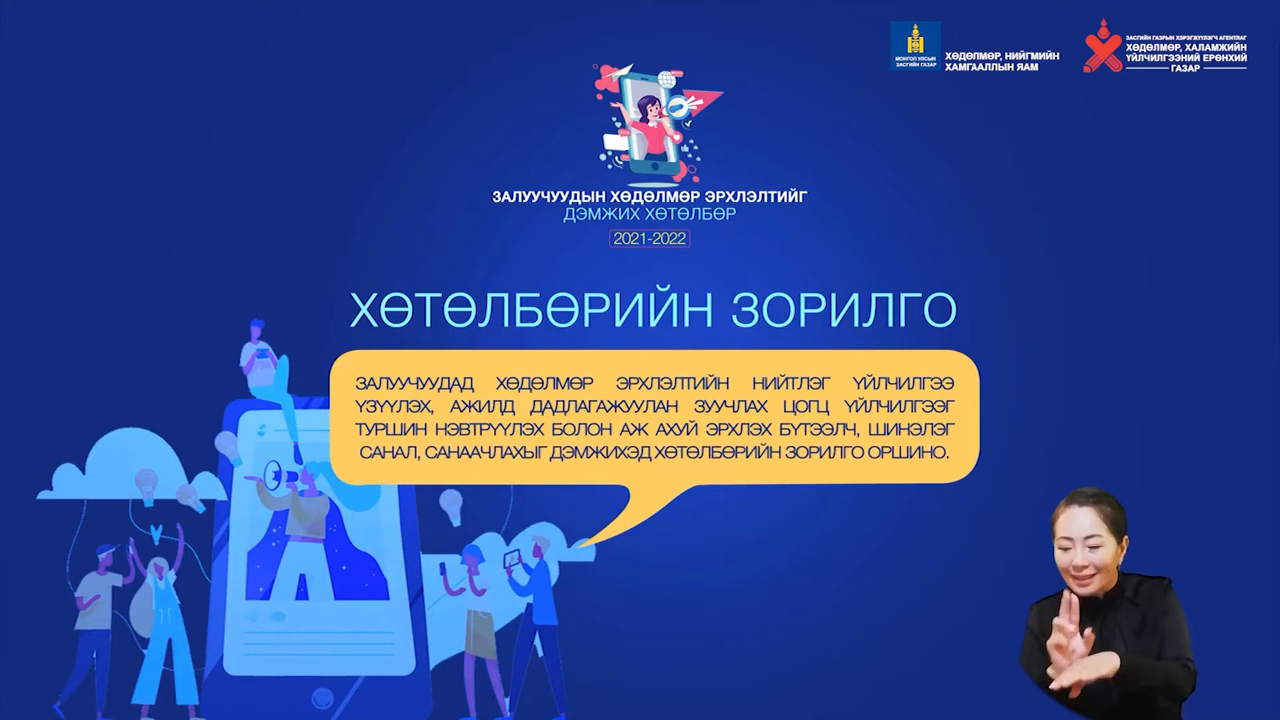 МОНГОЛ УЛСЫН
ЗАСГИЙН ГАЗАР
ХӨДӨЛМӨР, НИЙГМИЙН
ХАМГААЛЛЫН ЯАМ
ЗАСГИЙН ГАЗРЫН ХЭРЭГЖҮҮЛЭГЧ АГЕНТЛАГ
ХӨДӨЛМӨР, ХАЛАМЖИЙН
ҮЙЛЧИЛГЭЭНИЙ ЕРӨНХИЙ
ГАЗАР
ЗАЛУУЧУУДЫН ХӨДӨЛМӨР ЭРХЛЭЛТИЙГ
ДЭМЖИХ ХӨТӨЛБӨР
2021-2022
ХӨТӨЛБӨРИЙН ЗОРИЛГО
ЗАЛУУЧУУДАД ХӨДӨЛМӨР ЭРХЛЭЛТИЙН НИЙТЛЭГ ҮЙЛЧИЛГЭЭ
ҮЗҮҮЛЭХ, АЖИЛД ДАДЛАГАЖУУЛАН ЗУУЧЛАХ ЦОГЦ ҮЙЛЧИЛГЭЭГ
ТУРШИН НЭВТРҮҮЛЭХ БОЛОН АЖ АХУЙ ЭРХЛЭХ БҮТЭЭЛЧ, ШИНЭЛЭГ
САНАЛ, САНААЧЛАХЫГ ДЭМЖИХЭД ХӨТӨЛБӨРИЙН ЗОРИЛГО ОРШИНО.